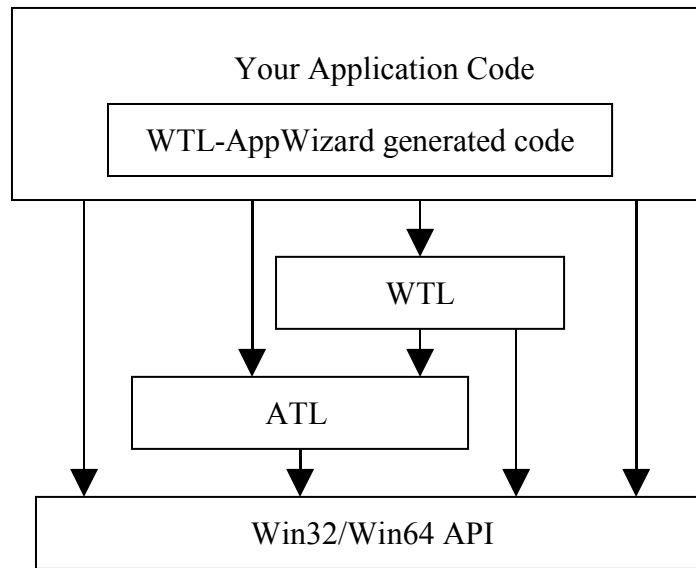 Your Application Code
WTL-AppWizard generated code
WTL
ATL
Win32/Win64 API